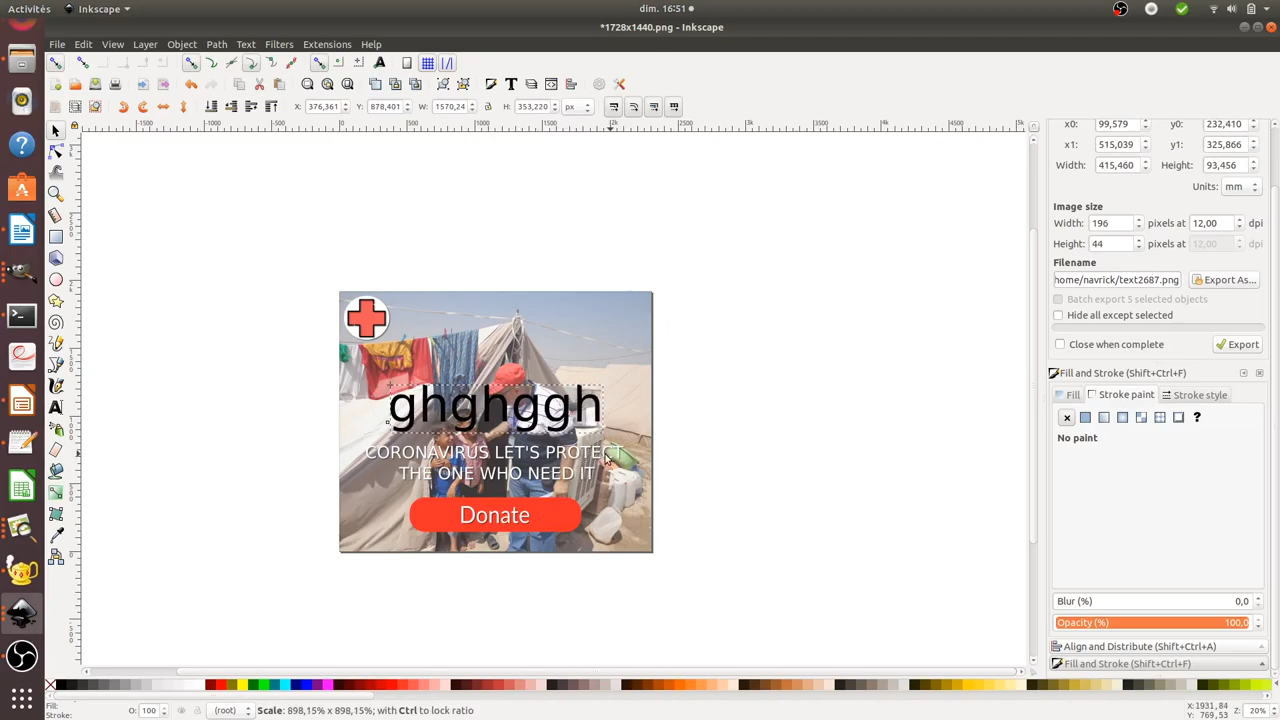 Activités
Inkscape
dim. 16:51
*1728x1440.png - Inkscape
File Edit View Layer Object Path Text Filters Extensions Help
X: 376,361 Y: 878,401 W: 1570,24 H: 353,220 px
x0: 99,579 y0: 232,410
x1: 515,039 y1: 325,866
Width: 415,460 Height: 93,456
Units: mm
Image size
Width: 196 pixels at 12,00 dpi
Height: 44 pixels at 12,00
Filename
home/navrick/text2687.png Export As...
Batch export 5 selected objects
Hide all except selected
Close when complete Export
Fill and Stroke (Shift+Ctrl+F)
Fill Stroke paint Stroke style
No paint
Blur (%) 0,0
Opacity (%) 100,0
Align and Distribute (Shift+Ctrl+A)
Fill and Stroke (Shift+Ctrl+F)
ghghggh
CORONAVIRUS LET'S PROTECT
THE ONE WHO NEED IT
Donate
Fill:
Stroke:
O: 100 (root) Scale: 898,15% x 898,15%; with Ctrl to lock ratio
X: 1931,84
Y: 769,53
Z: 20%